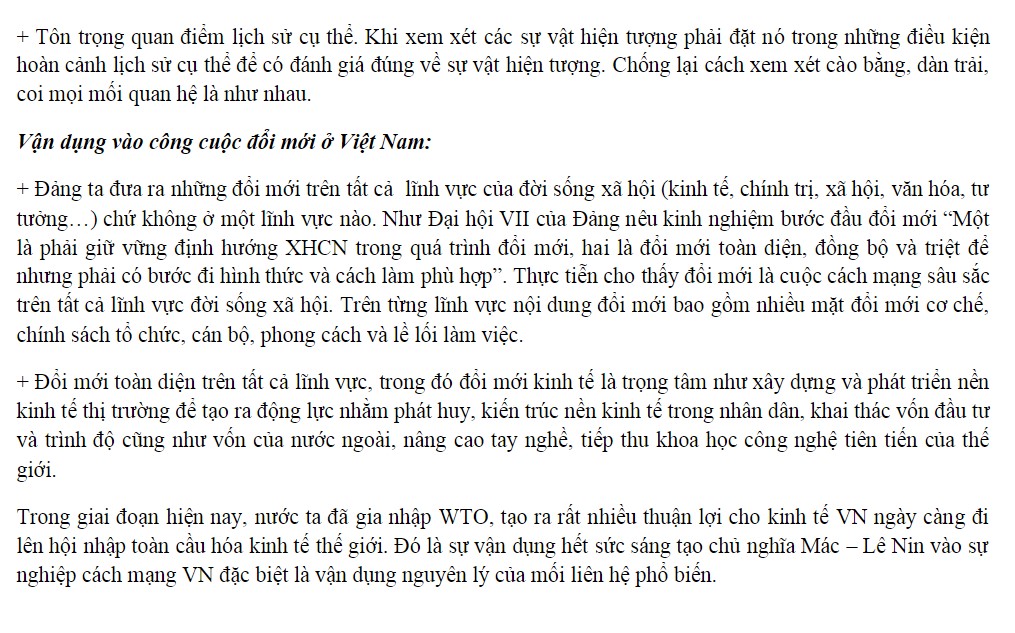 + Tôn trọng quan điểm lịch sử cụ thể. Khi xem xét các sự vật hiện tượng phải đặt nó trong những điều kiện
hoàn cảnh lịch sử cụ thể để có đánh giá đúng về sự vật hiện tượng. Chống lại cách xem xét cào bằng, dàn trải,
coi mọi mối quan hệ là như nhau.
Vận dụng vào công cuộc đổi mới ở Việt Nam:
+ Đảng ta đưa ra những đổi mới trên tất cả lĩnh vực của đời sống xã hội (kinh tế, chính trị, xã hội, văn hóa, tư
tưởng…) chứ không ở một lĩnh vực nào. Như Đại hội VII của Đảng nêu kinh nghiệm bước đầu đổi mới “Một
là phải giữ vững định hướng XHCN trong quá trình đổi mới, hai là đổi mới toàn diện, đồng bộ và triệt để
nhưng phải có bước đi hình thức và cách làm phù hợp”. Thực tiễn cho thấy đổi mới là cuộc cách mạng sâu sắc
trên tất cả lĩnh vực đời sống xã hội. Trên từng lĩnh vực nội dung đổi mới bao gồm nhiều mặt đổi mới cơ chế,
chính sách tổ chức, cán bộ, phong cách và lề lối làm việc.
+ Đổi mới toàn diện trên tất cả lĩnh vực, trong đó đổi mới kinh tế là trọng tâm như xây dựng và phát triển nền
kinh tế thị trường để tạo ra động lực nhằm phát huy, kiến trúc nền kinh tế trong nhân dân, khai thác vốn đầu tư
và trình độ cũng như vốn của nước ngoài, nâng cao tay nghề, tiếp thu khoa học công nghệ tiên tiến của thế
giới.
Trong giai đoạn hiện nay, nước ta đã gia nhập WTO, tạo ra rất nhiều thuận lợi cho kinh tế VN ngày càng đi
lên hội nhập toàn cầu hóa kinh tế thế giới. Đó là sự vận dụng hết sức sáng tạo chủ nghĩa Mác – Lê Nin vào sự
nghiệp cách mạng VN đặc biệt là vận dụng nguyên lý của mối liên hệ phổ biến.